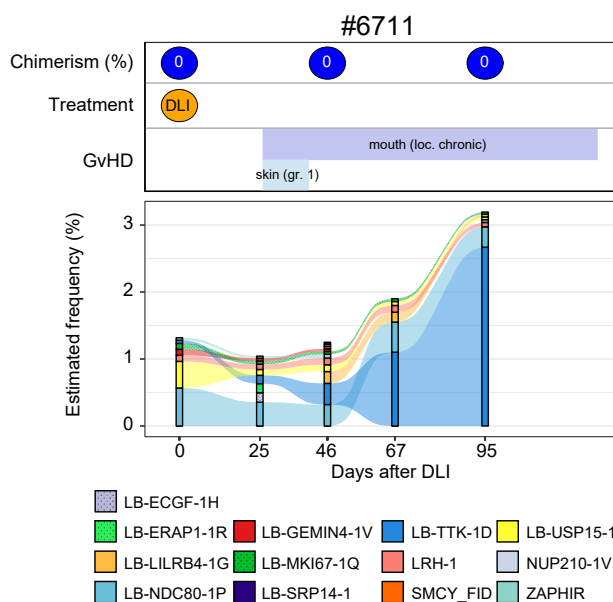 #6711
Chimerism (%)
0 0 0
Treatment
DLI
GvHD
mouth (loc. chronic)
skin (gr. 1)
Estimated frequency (%)
3
2
1
0
0 25 46 67 95
Days after DLI
LB-ECGF-1H
LB-ERAP1-1R LB-GEMIN4-1V LB-TTK-1D LB-USP15-1
LB-LILRB4-1G LB-MKI67-1Q LRH-1 NUP210-1V
LB-NDC80-1P LB-SRP14-1 SMCY_FID ZAPHIR